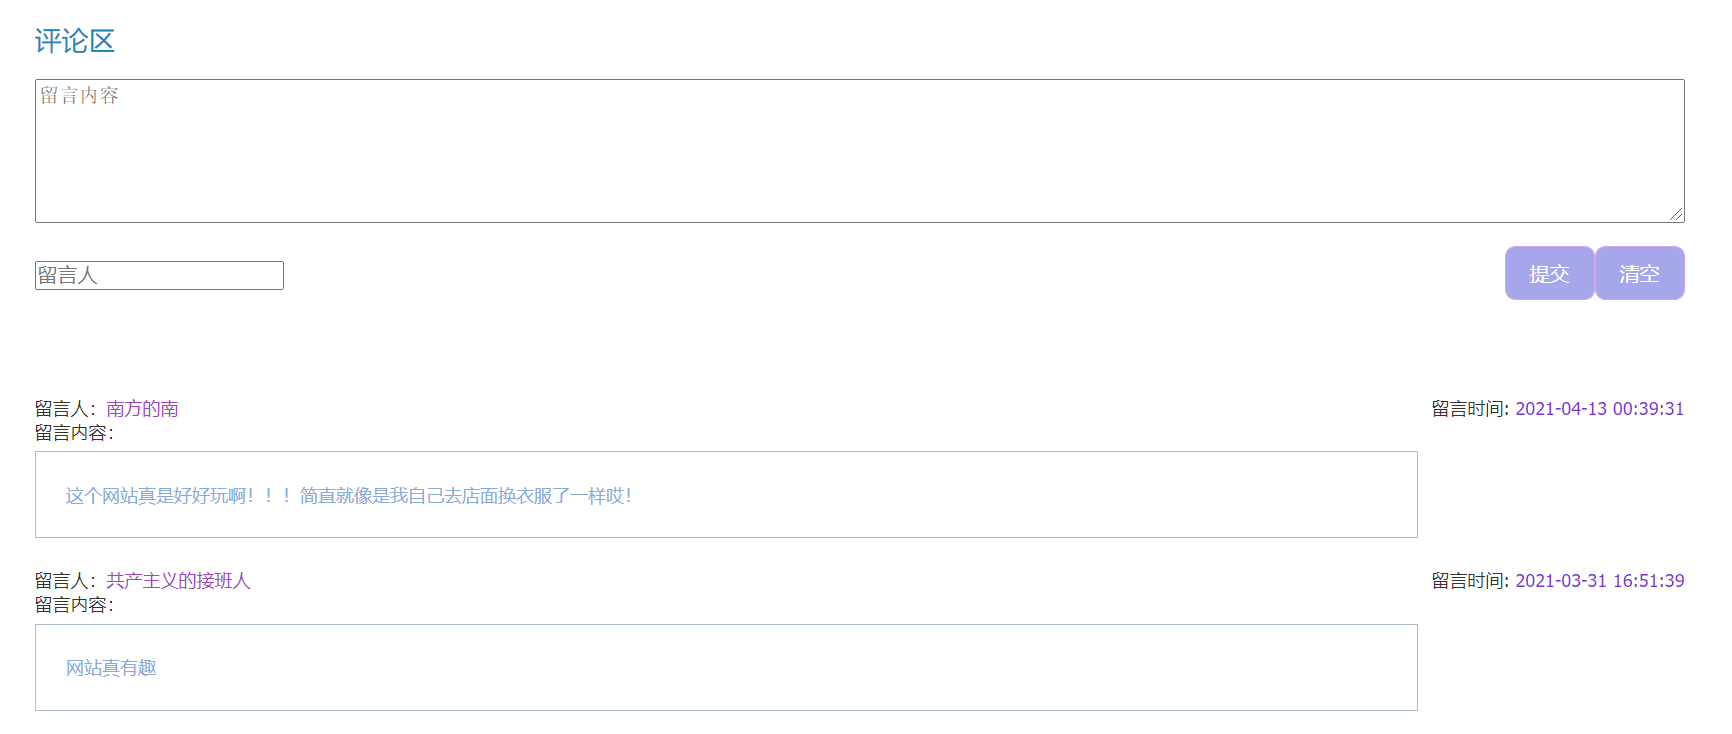 评论区
留言内容
留言人
提交 清空
留言人：南方的南 留言时间: 2021-04-13 00:39:31
留言内容：
这个网站真是好好玩啊！！！简直就像是我自己去店面换衣服了一样哎！
留言人：共产主义的接班人 留言时间: 2021-03-31 16:51:39
留言内容：
网站真有趣